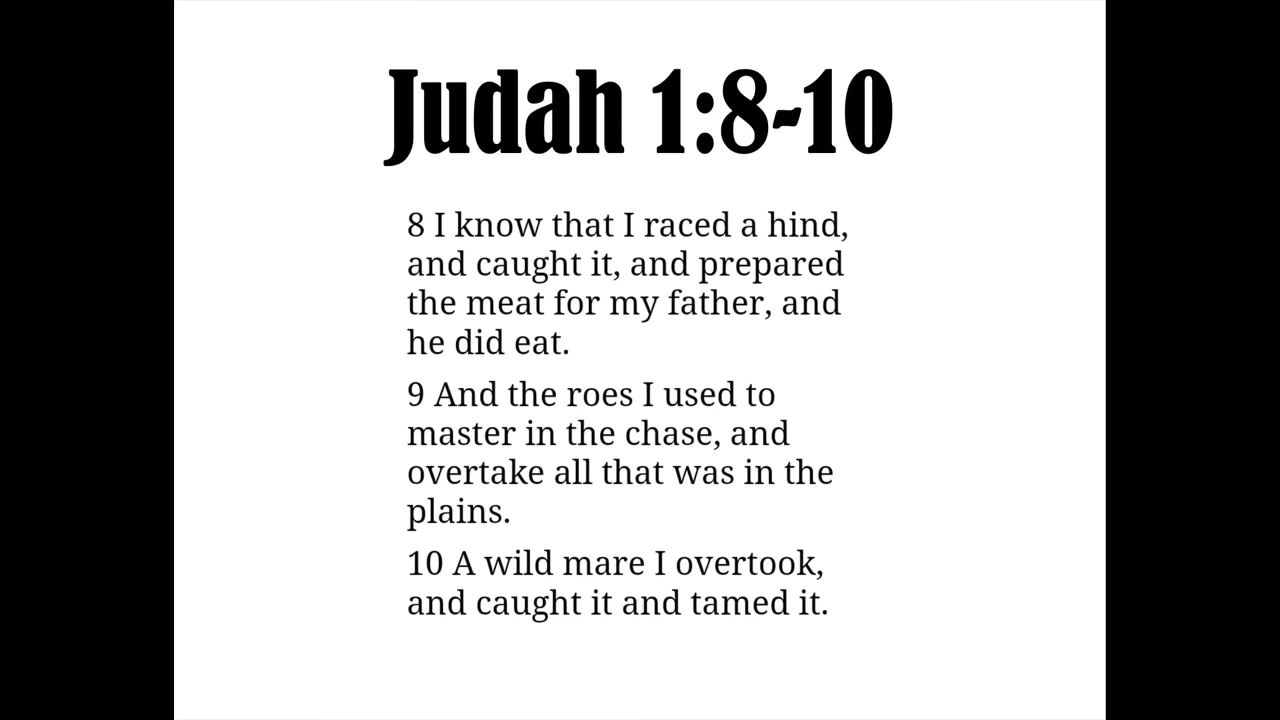 Judah 1:8-10
8 I know that I raced a hind,
and caught it, and prepared
the meat for my father, and
he did eat.
9 And the roes I used to
master in the chase, and
overtake all that was in the
plains.
10 A wild mare I overtook,
and caught it and tamed it.